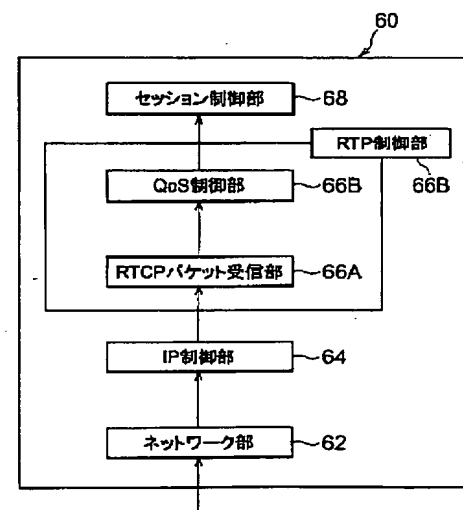 60
セッション制御部
68
RTP制御部
66B
QoS制御部
66B
RTCPパケット受信部
66A
IP制御部
64
ネットワーク部
62